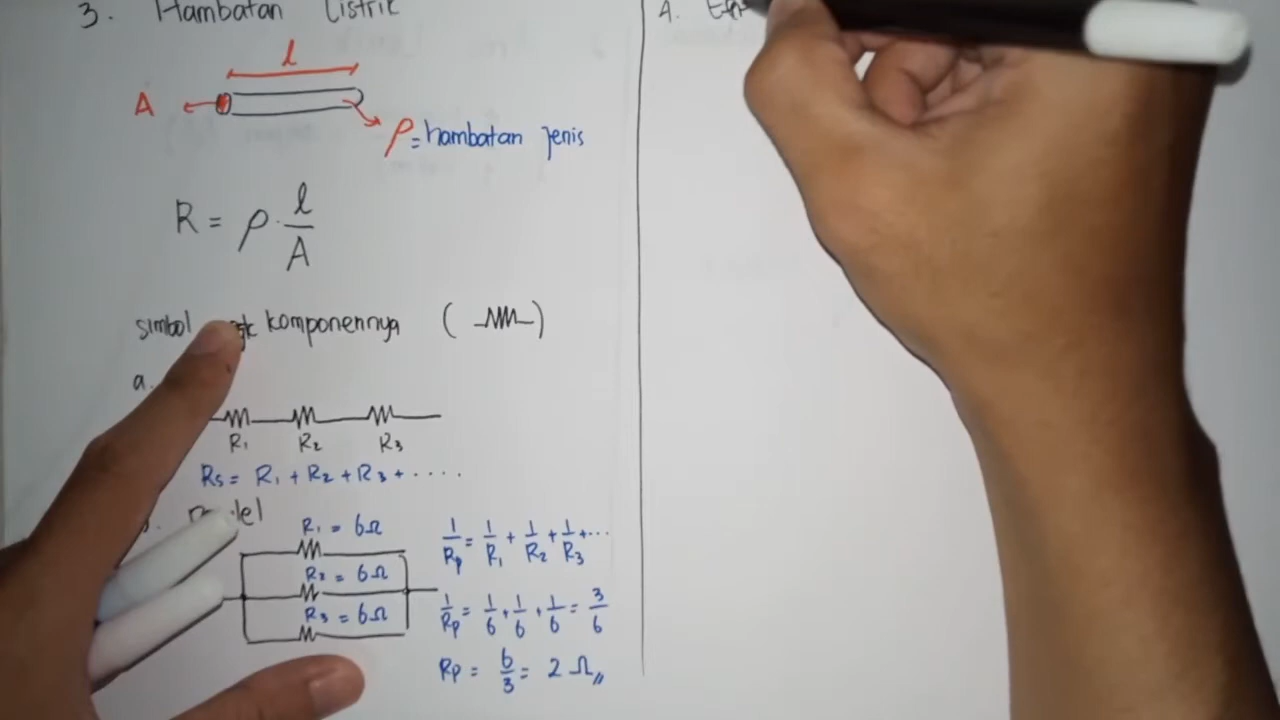 3. Hambatan Listrik
l
A
ρ = hambatan jenis
R = ρ · l/A
simbol komponennya ( )
a.
R₁ R₂ R₃
Rs = R₁ + R₂ + R₃ + ....
R₁ = 6Ω
R₂ = 6Ω
R₃ = 6Ω
1/Rp = 1/R₁ + 1/R₂ + 1/R₃ + ...
1/Rp = 1/6 + 1/6 + 1/6 = 3/6
Rp = 6/3 = 2 Ω //
4.